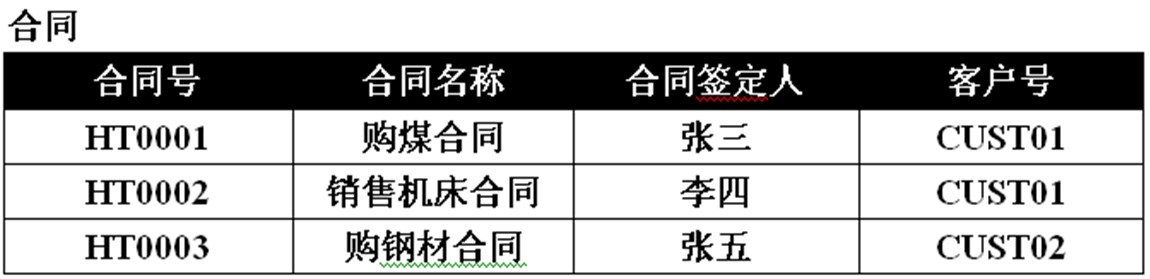 合同
合同号 合同名称 合同签定人 客户号
HT0001 购煤合同 张三 CUST01
HT0002 销售机床合同 李四 CUST01
HT0003 购钢材合同 张五 CUST02